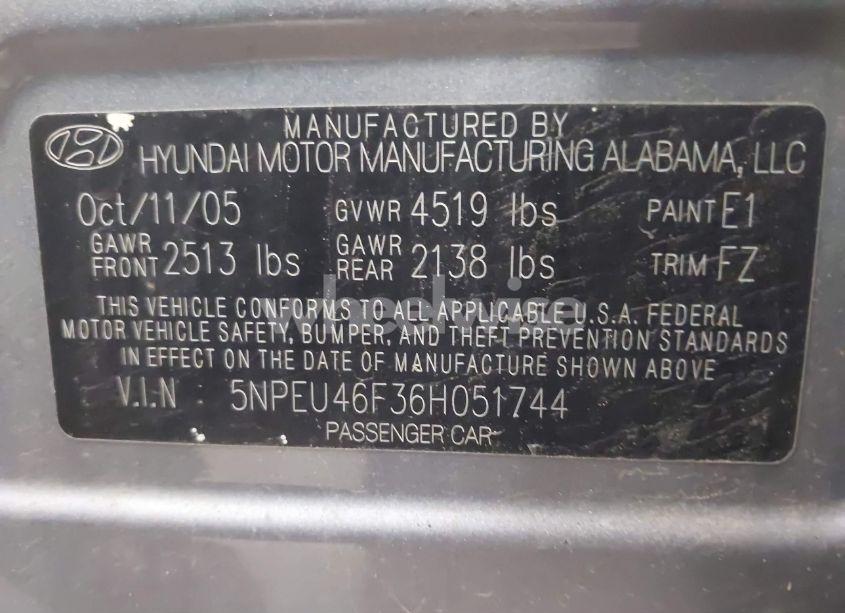 MANUFACTURED BY
HYUNDAI MOTOR MANUFACTURING ALABAMA, LLC
Oct/11/05 GVWR 4519 lbs PAINT E1
GAWR FRONT 2513 lbs GAWR REAR 2138 lbs TRIM FZ
THIS VEHICLE CONFORMS TO ALL APPLICABLE U.S.A. FEDERAL
MOTOR VEHICLE SAFETY, BUMPER, AND THEFT PREVENTION STANDARDS
IN EFFECT ON THE DATE OF MANUFACTURE SHOWN ABOVE
V.I.N 5NPEU46F36H051744
PASSENGER CAR